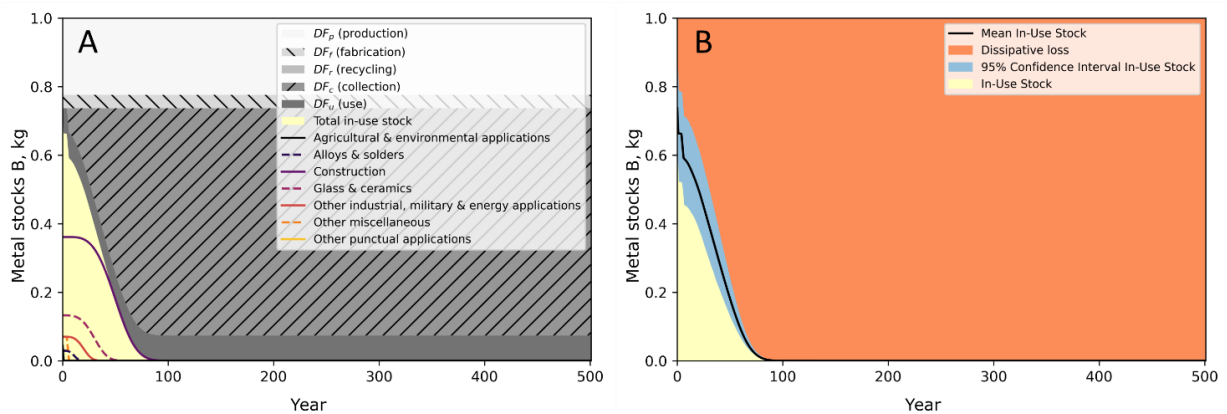 A
1.0
0.8
0.6
0.4
0.2
0.0
Metal stocks B, kg
0
100
200
300
400
500
Year
DFp (production)
DFf (fabrication)
DFr (recycling)
DFc (collection)
DFu (use)
Total in-use stock
Agricultural & environmental applications
Alloys & solders
Construction
Glass & ceramics
Other industrial, military & energy applications
Other miscellaneous
Other punctual applications
B
1.0
0.8
0.6
0.4
0.2
0.0
Metal stocks B, kg
0
100
200
300
400
500
Year
Mean In-Use Stock
Dissipative loss
95% Confidence Interval In-Use Stock
In-Use Stock